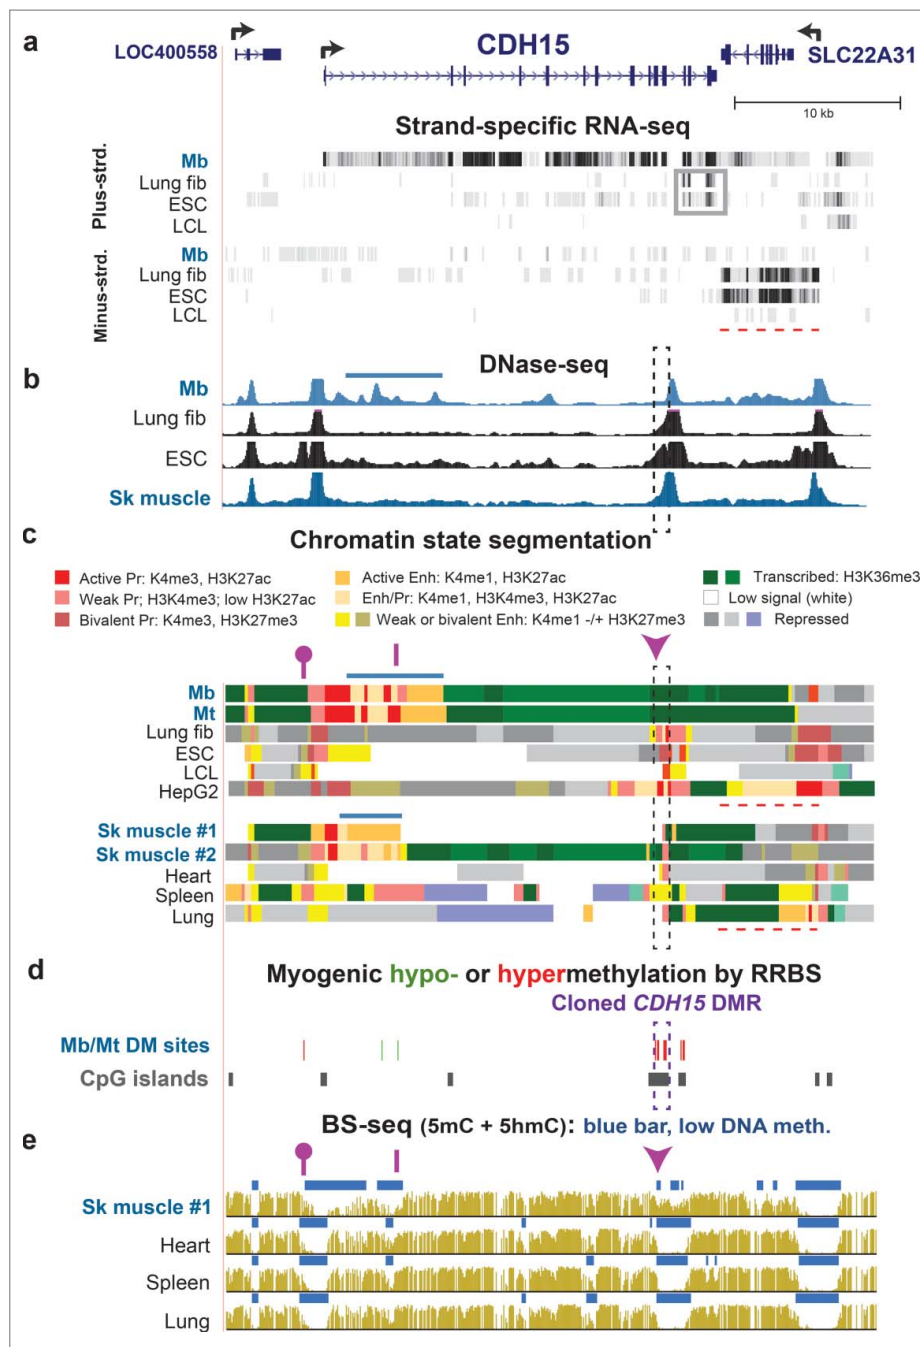 a
LOC400558
CDH15
SLC22A31
10 kb
Strand-specific RNA-seq
Plus-strd.
Mb
Lung fib
ESC
LCL
Minus-strd.
Mb
Lung fib
ESC
LCL
b
DNase-seq
Mb
Lung fib
ESC
Sk muscle
c
Chromatin state segmentation
Active Pr: K4me3, H3K27ac
Active Enh: K4me1, H3K27ac
Transcribed: H3K36me3
Weak Pr; H3K4me3; low H3K27ac
Enh/Pr: K4me1, H3K4me3, H3K27ac
Low signal (white)
Bivalent Pr: K4me3, H3K27me3
Weak or bivalent Enh: K4me1 -/+ H3K27me3
Repressed
Mb
Mt
Lung fib
ESC
LCL
HepG2
Sk muscle #1
Sk muscle #2
Heart
Spleen
Lung
d
Myogenic hypo- or hypermethylation by RRBS
Cloned CDH15 DMR
Mb/Mt DM sites
CpG islands
BS-seq (5mC + 5hmC): blue bar, low DNA meth.
e
Sk muscle #1
Heart
Spleen
Lung